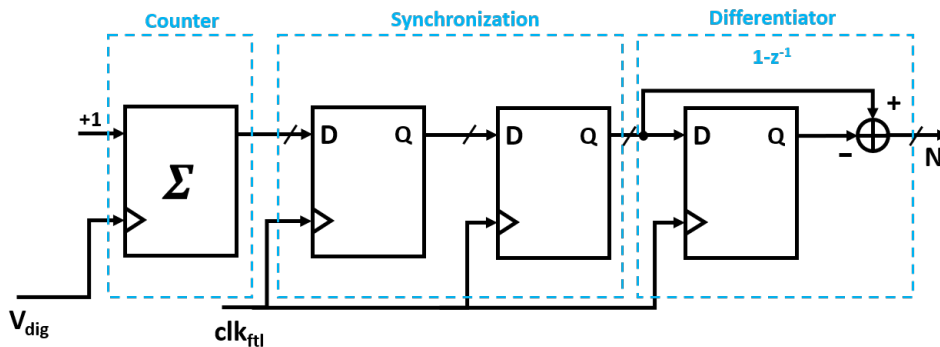 Counter
Synchronization
Differentiator
1-z⁻¹
+1
Σ
D
Q
D
Q
D
Q
+
−
N
V_dig
clk_ftl